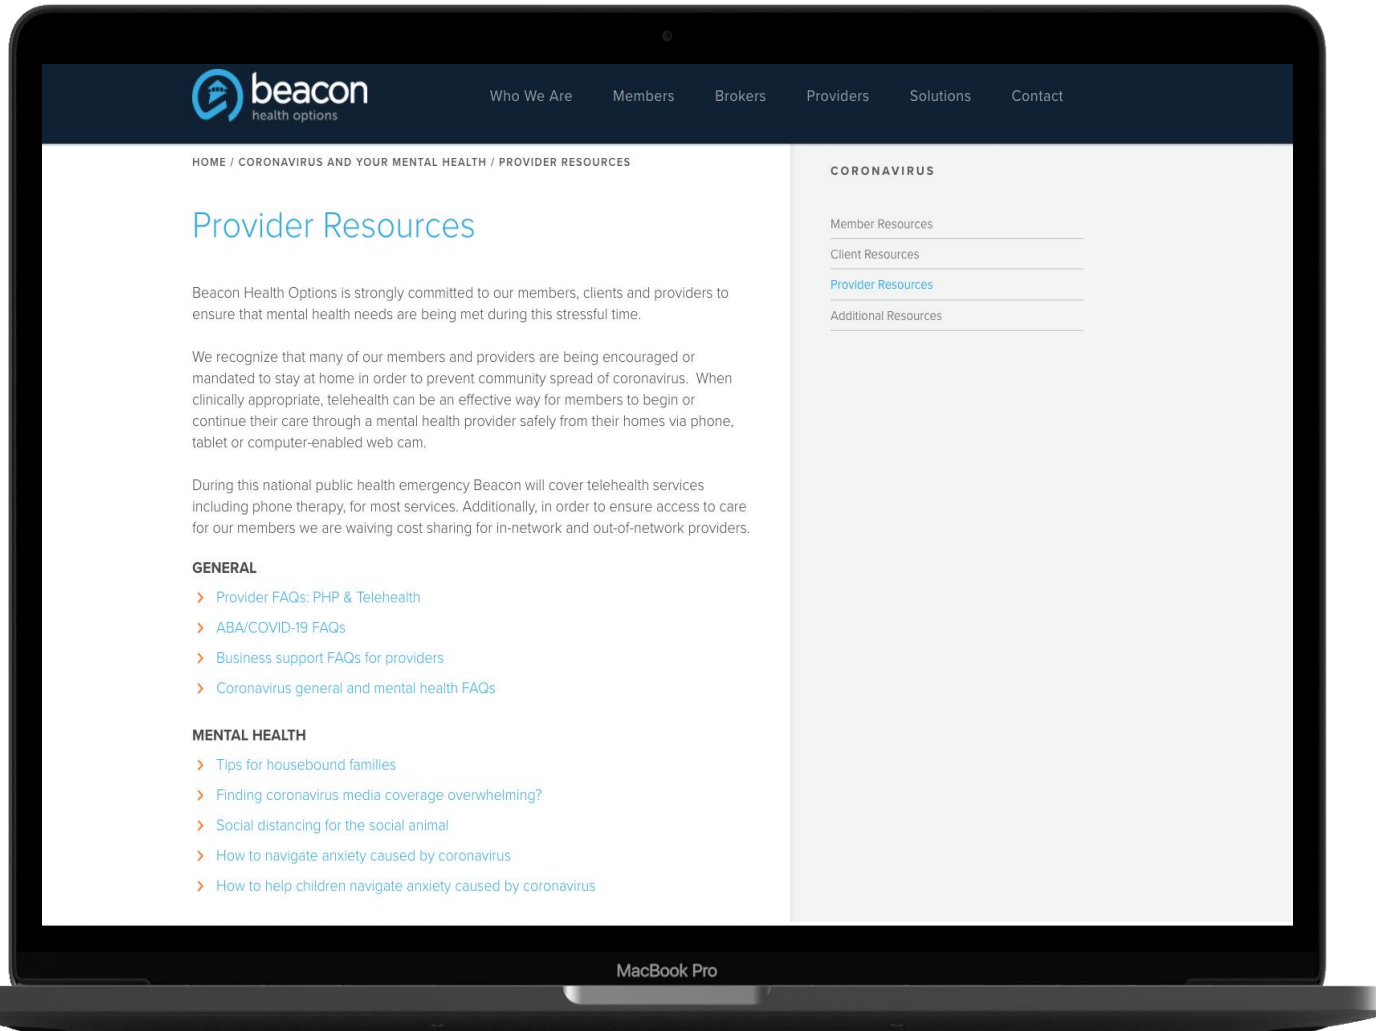 beacon
health options
Who We Are Members Brokers Providers Solutions Contact
HOME / CORONAVIRUS AND YOUR MENTAL HEALTH / PROVIDER RESOURCES
Provider Resources
Beacon Health Options is strongly committed to our members, clients and providers to
ensure that mental health needs are being met during this stressful time.
We recognize that many of our members and providers are being encouraged or
mandated to stay at home in order to prevent community spread of coronavirus. When
clinically appropriate, telehealth can be an effective way for members to begin or
continue their care through a mental health provider safely from their homes via phone,
tablet or computer-enabled web cam.
During this national public health emergency Beacon will cover telehealth services
including phone therapy, for most services. Additionally, in order to ensure access to care
for our members we are waiving cost sharing for in-network and out-of-network providers.
GENERAL
Provider FAQs: PHP & Telehealth
ABA/COVID-19 FAQs
Business support FAQs for providers
Coronavirus general and mental health FAQs
MENTAL HEALTH
Tips for housebound families
Finding coronavirus media coverage overwhelming?
Social distancing for the social animal
How to navigate anxiety caused by coronavirus
How to help children navigate anxiety caused by coronavirus
CORONAVIRUS
Member Resources
Client Resources
Provider Resources
Additional Resources
MacBook Pro